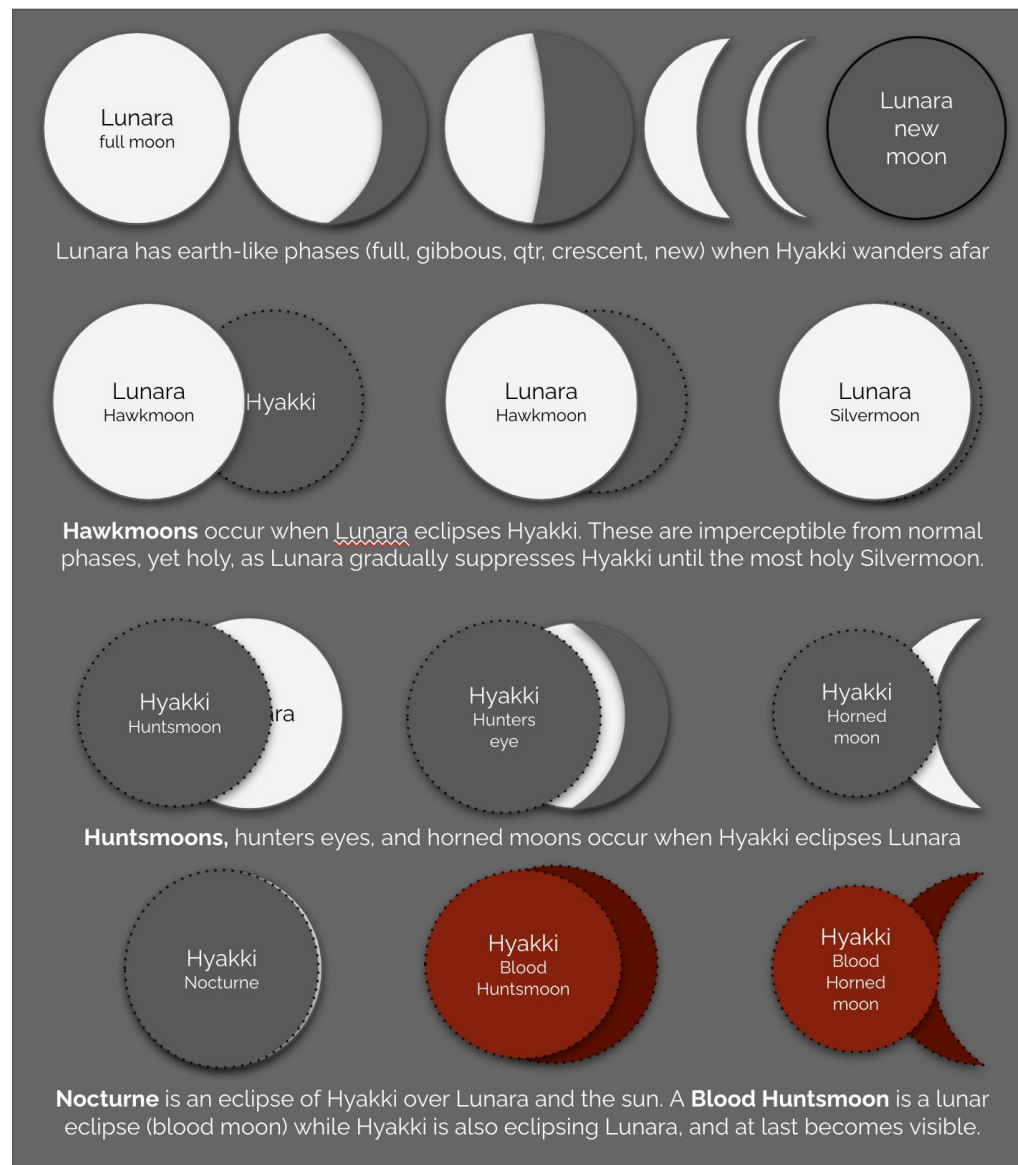 Lunara
full moon
Lunara
new
moon
Lunara has earth-like phases (full, gibbous, qtr, crescent, new) when Hyakki wanders afar
Lunara
Hawkmoon
Hyakki
Lunara
Hawkmoon
Lunara
Silvermoon
Hawkmoons occur when Lunara eclipses Hyakki. These are imperceptible from normal
phases, yet holy, as Lunara gradually suppresses Hyakki until the most holy Silvermoon.
Hyakki
Huntsmoon
ara
Hyakki
Hunters
eye
Hyakki
Horned
moon
Huntsmoons, hunters eyes, and horned moons occur when Hyakki eclipses Lunara
Hyakki
Nocturne
Hyakki
Blood
Huntsmoon
Hyakki
Blood
Horned
moon
Nocturne is an eclipse of Hyakki over Lunara and the sun. A Blood Huntsmoon is a lunar
eclipse (blood moon) while Hyakki is also eclipsing Lunara, and at last becomes visible.